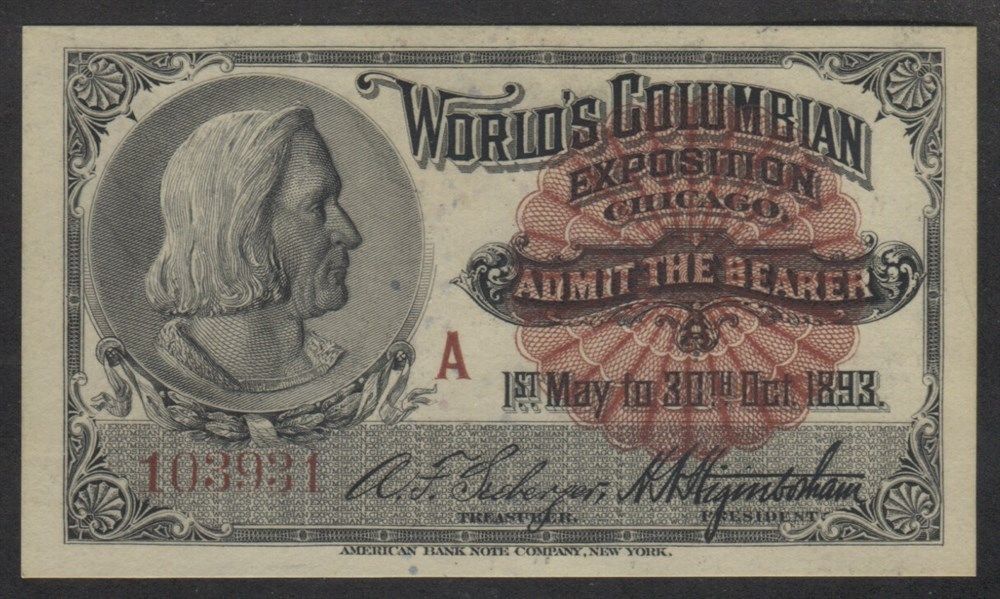 WORLD'S COLUMBIAN
EXPOSITION
CHICAGO.
ADMIT THE BEARER
A
1ST May to 30TH Oct. 1893.
103931
A. F. Seeberger,
H. N. Higinbotham
TREASURER.
PRESIDENT
AMERICAN BANK NOTE COMPANY, NEW YORK.